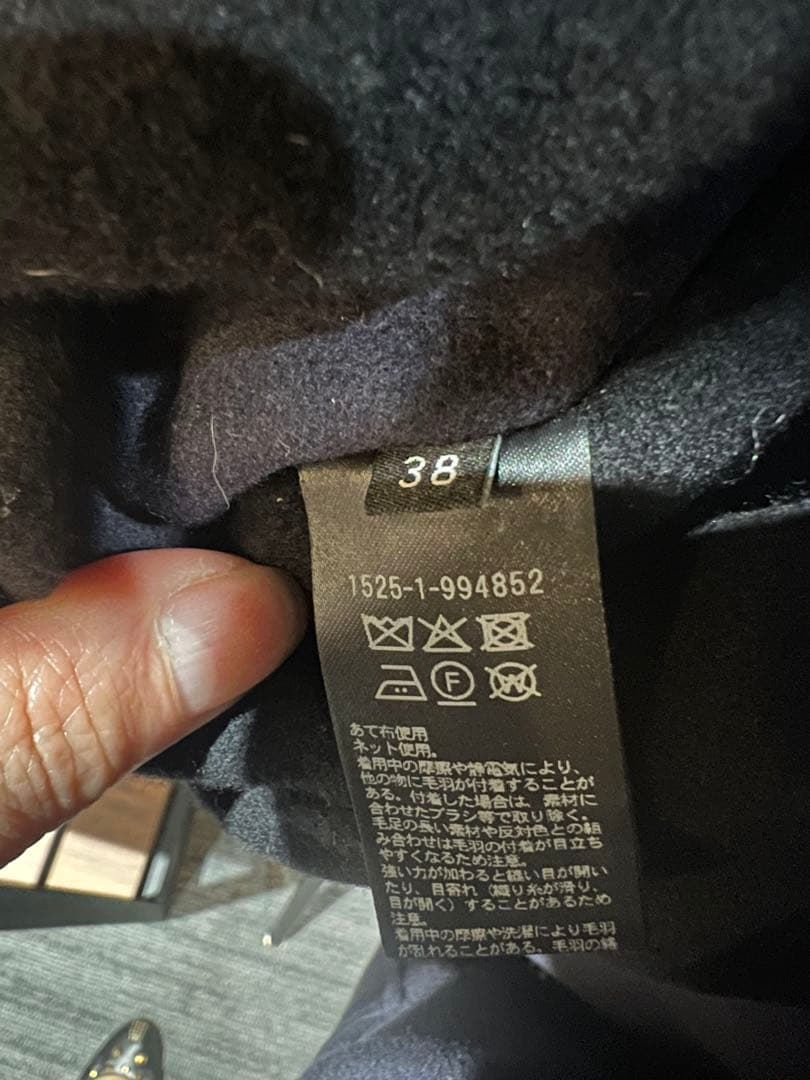 38
1525-1-994852
F
W
あて布使用
ネット使用。
着用中の摩擦や静電気により、
他の物に毛羽が付着することが
ある。付着した場合は、素材に
合わせたブラシ等で取り除く。
毛足の長い素材や反対色との組
み合わせは毛羽の付着が目立ち
やすくなるため注意。
強い力が加わると縫い目が開い
たり、目寄れ（織り糸が滑り、
目が開く）することがあるため
注意。
着用中の摩擦や洗濯により毛羽
が乱れることがある。毛羽の絡